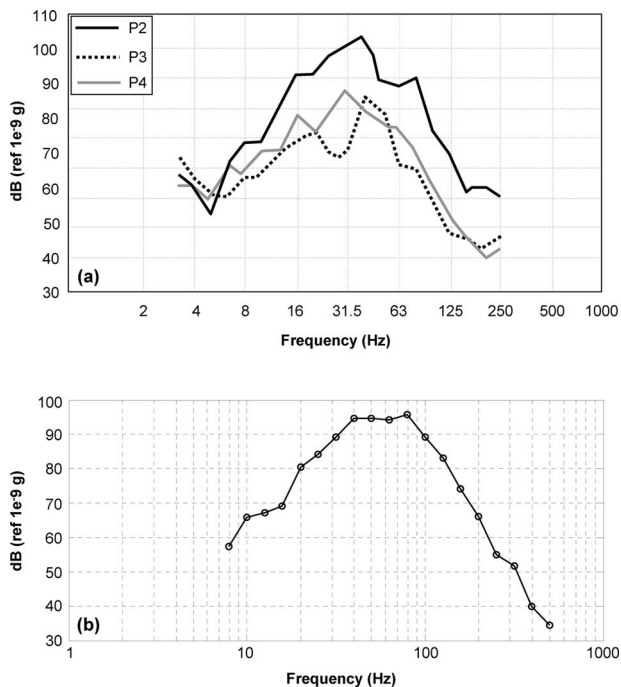 110
100
90
80
70
60
50
40
30
dB (ref 1e-9 g)
P2
P3
P4
(a)
2 4 8 16 31.5 63 125 250 500 1000
Frequency (Hz)
100
90
80
70
60
50
40
30
dB (ref 1e-9 g)
(b)
1 10 100 1000
Frequency (Hz)